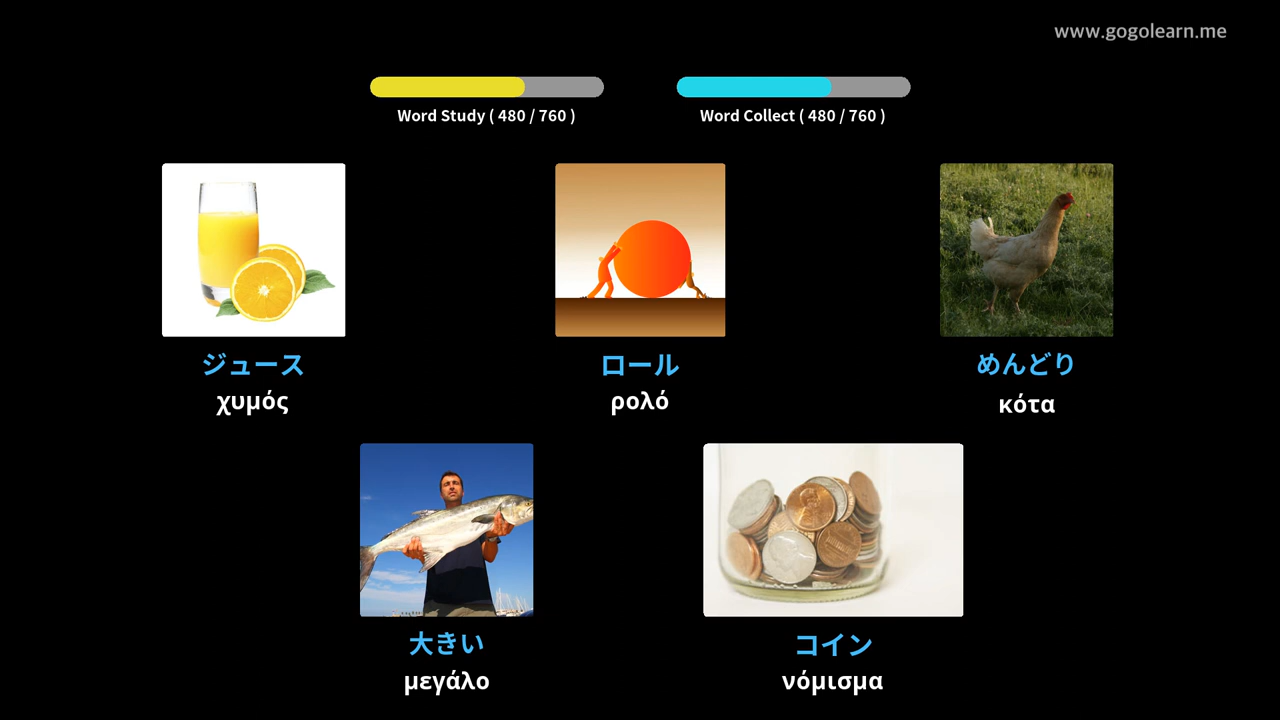 www.gogolearn.me
Word Study ( 480 / 760 )
Word Collect ( 480 / 760 )
ジュース
χυμός
ロール
ρολό
めんどり
κότα
大きい
μεγάλο
コイン
νόμισμα